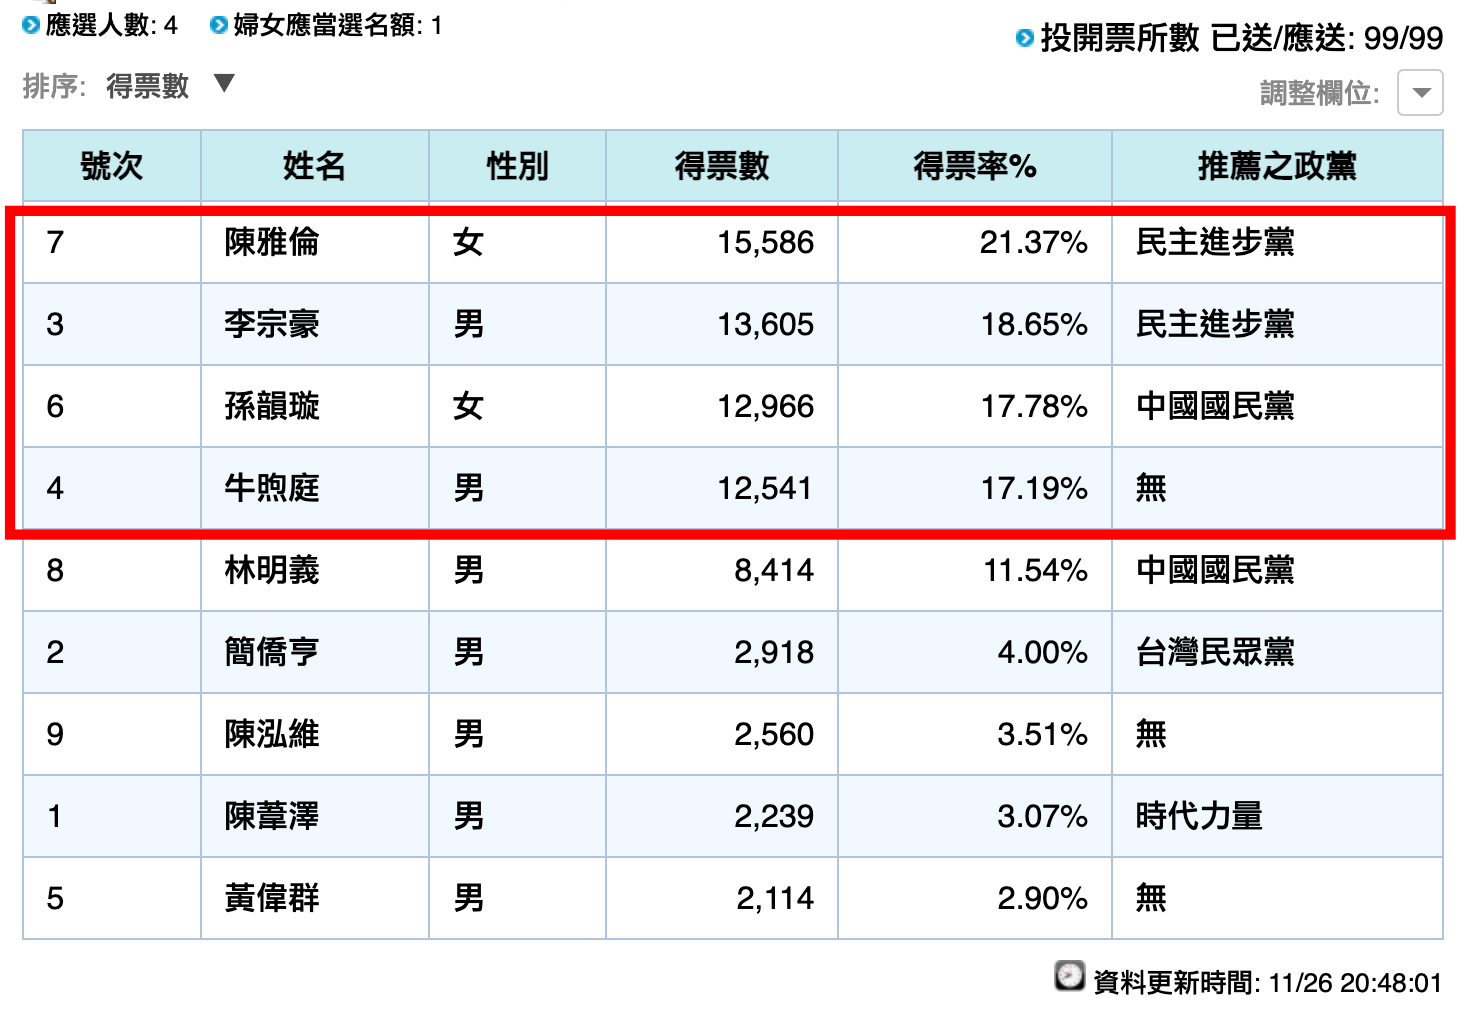 應選人數: 4 婦女應當選名額: 1
投開票所數 已送/應送: 99/99
排序: 得票數 ▼
調整欄位:
號次 姓名 性別 得票數 得票率% 推薦之政黨
7 陳雅倫 女 15,586 21.37% 民主進步黨
3 李宗豪 男 13,605 18.65% 民主進步黨
6 孫韻璇 女 12,966 17.78% 中國國民黨
4 牛煦庭 男 12,541 17.19% 無
8 林明義 男 8,414 11.54% 中國國民黨
2 簡僑亨 男 2,918 4.00% 台灣民眾黨
9 陳泓維 男 2,560 3.51% 無
1 陳葦澤 男 2,239 3.07% 時代力量
5 黃偉群 男 2,114 2.90% 無
資料更新時間: 11/26 20:48:01